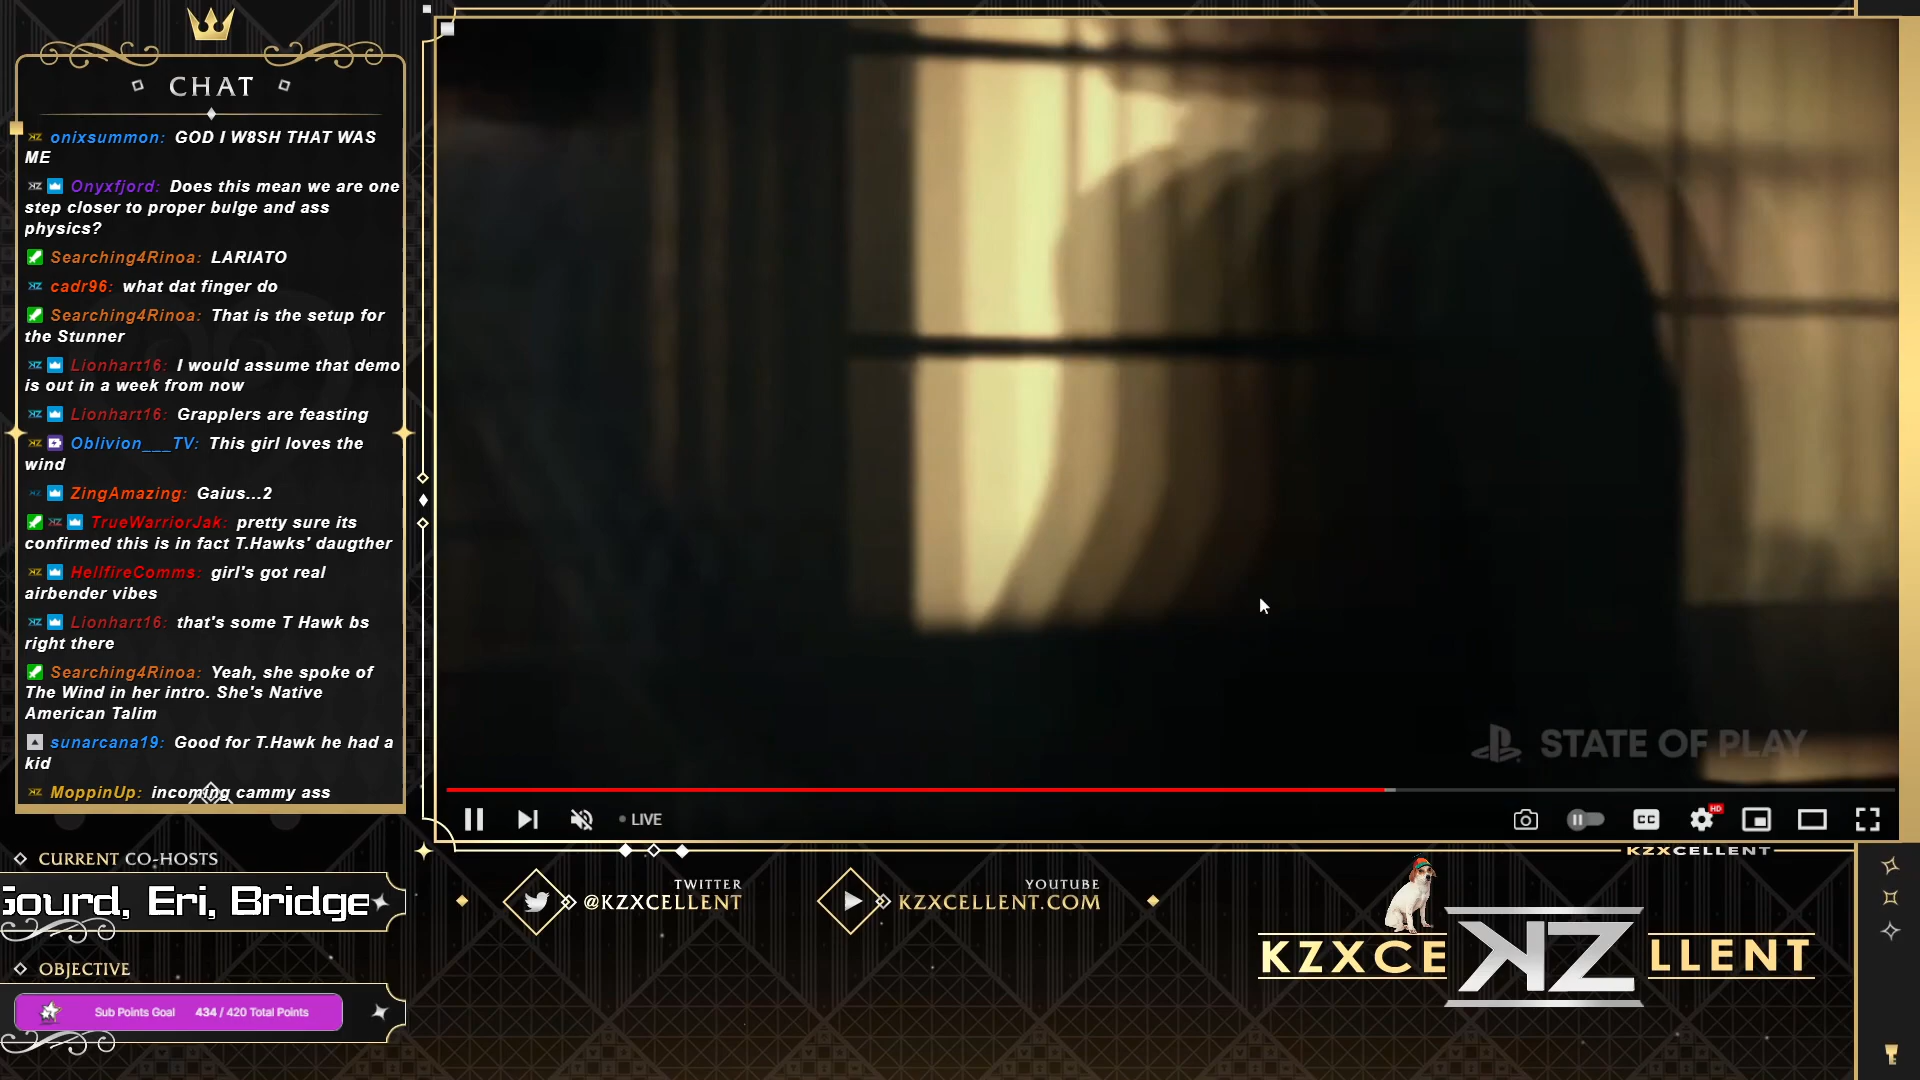 CHAT
onixsummon: GOD I W8SH THAT WAS
ME
Onyxfjord: Does this mean we are one
step closer to proper bulge and ass
physics?
Searching4Rinoa: LARIATO
cadr96: what dat finger do
Searching4Rinoa: That is the setup for
the Stunner
Lionhart16: I would assume that demo
is out in a week from now
Lionhart16: Grapplers are feasting
Oblivion___TV: This girl loves the
wind
ZingAmazing: Gaius...2
TrueWarriorJak: pretty sure its
confirmed this is in fact T.Hawks' daugther
HellfireComms: girl's got real
airbender vibes
Lionhart16: that's some T Hawk bs
right there
Searching4Rinoa: Yeah, she spoke of
The Wind in her intro. She's Native
American Talim
sunarcana19: Good for T.Hawk he had a
kid
MoppinUp: incoming cammy ass
STATE OF PLAY
LIVE
CC
HD
CURRENT CO-HOSTS
Gourd, Eri, Bridge
OBJECTIVE
Sub Points Goal 434 / 420 Total Points
TWITTER
@KZXCELLENT
YOUTUBE
KZXCELLENT.COM
KZXCELLENT
KZXCE KZ LLENT